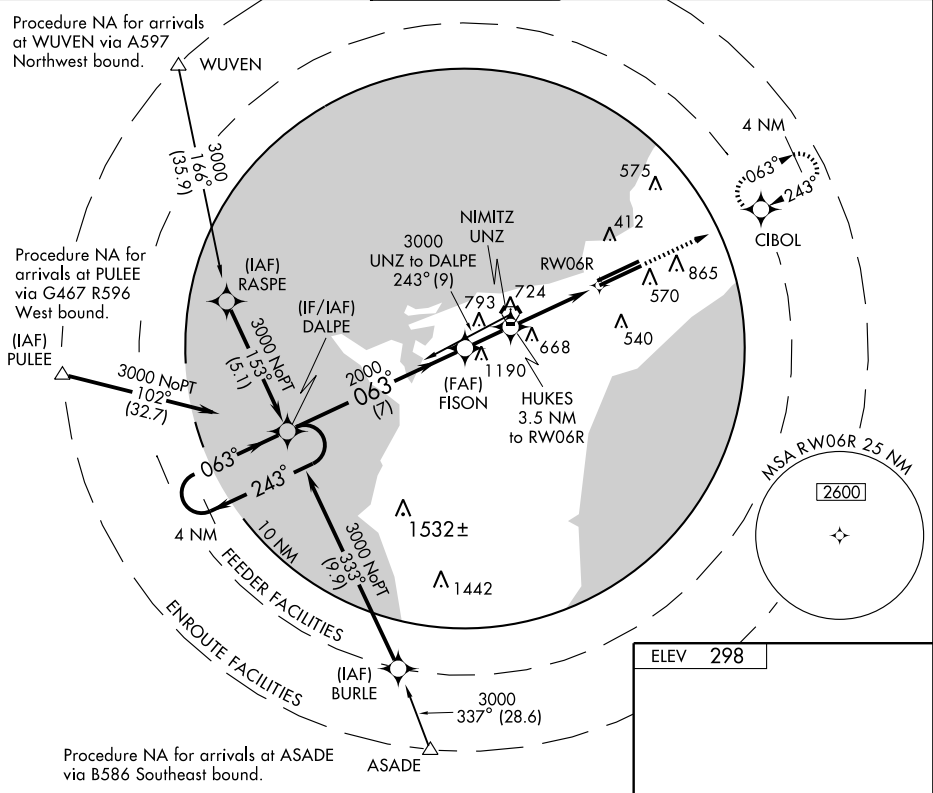 Procedure NA for arrivals
at WUVEN via A597
Northwest bound.
WUVEN
3000
166°
(35.9)
4 NM
063°
243°
CIBOL
575
412
NIMITZ
UNZ
3000
UNZ to DALPE
243° (9)
RW06R
865
570
540
793
724
668
1190
Procedure NA for
arrivals at PULEE
via G467 R596
West bound.
(IAF)
PULEE
3000 NoPT
102°
(32.7)
(IAF)
RASPE
(IF/IAF)
DALPE
3000 NoPT
153°
(5.1)
2000
063°
(7)
(FAF)
FISON
HUKES
3.5 NM
to RW06R
063°
243°
4 NM
10 NM
FEEDER FACILITIES
ENROUTE FACILITIES
1532±
1442
3000 NoPT
333°
(9.9)
MSA RW06R 25 NM
2600
(IAF)
BURLE
3000
337° (28.6)
ASADE
ELEV 298
Procedure NA for arrivals at ASADE
via B586 Southeast bound.